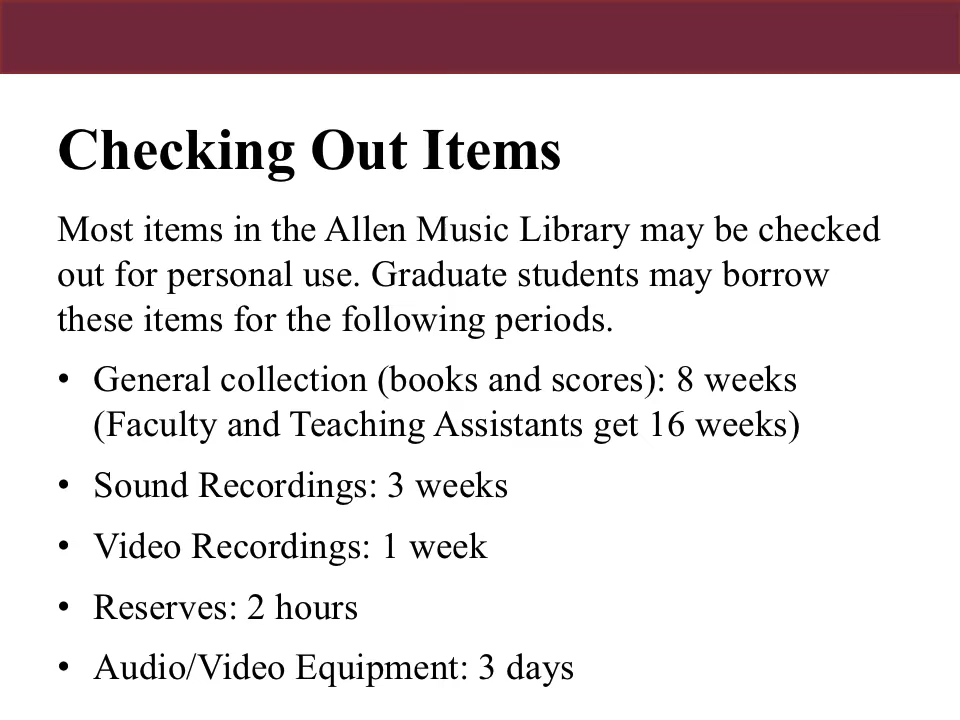 Checking Out Items
Most items in the Allen Music Library may be checked
out for personal use. Graduate students may borrow
these items for the following periods.
• General collection (books and scores): 8 weeks
(Faculty and Teaching Assistants get 16 weeks)
• Sound Recordings: 3 weeks
• Video Recordings: 1 week
• Reserves: 2 hours
• Audio/Video Equipment: 3 days